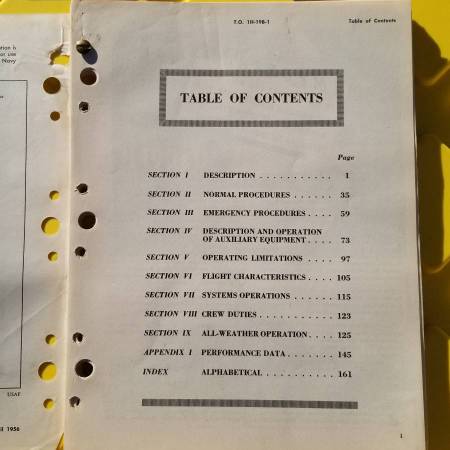 T.O. 1H-19B-1
Table of Contents
TABLE OF CONTENTS
Page
SECTION I DESCRIPTION . . . . . . . . . . . 1
SECTION II NORMAL PROCEDURES . . . . . . 35
SECTION III EMERGENCY PROCEDURES . . . . 59
SECTION IV DESCRIPTION AND OPERATION
OF AUXILIARY EQUIPMENT . . . . 73
SECTION V OPERATING LIMITATIONS . . . . 97
SECTION VI FLIGHT CHARACTERISTICS . . . . 105
SECTION VII SYSTEMS OPERATIONS . . . . . . 115
SECTION VIII CREW DUTIES . . . . . . . . . . . 123
SECTION IX ALL-WEATHER OPERATION . . . . 125
APPENDIX I PERFORMANCE DATA . . . . . . . 145
INDEX ALPHABETICAL . . . . . . . . . . 161
or use
Navy
USAF
1956